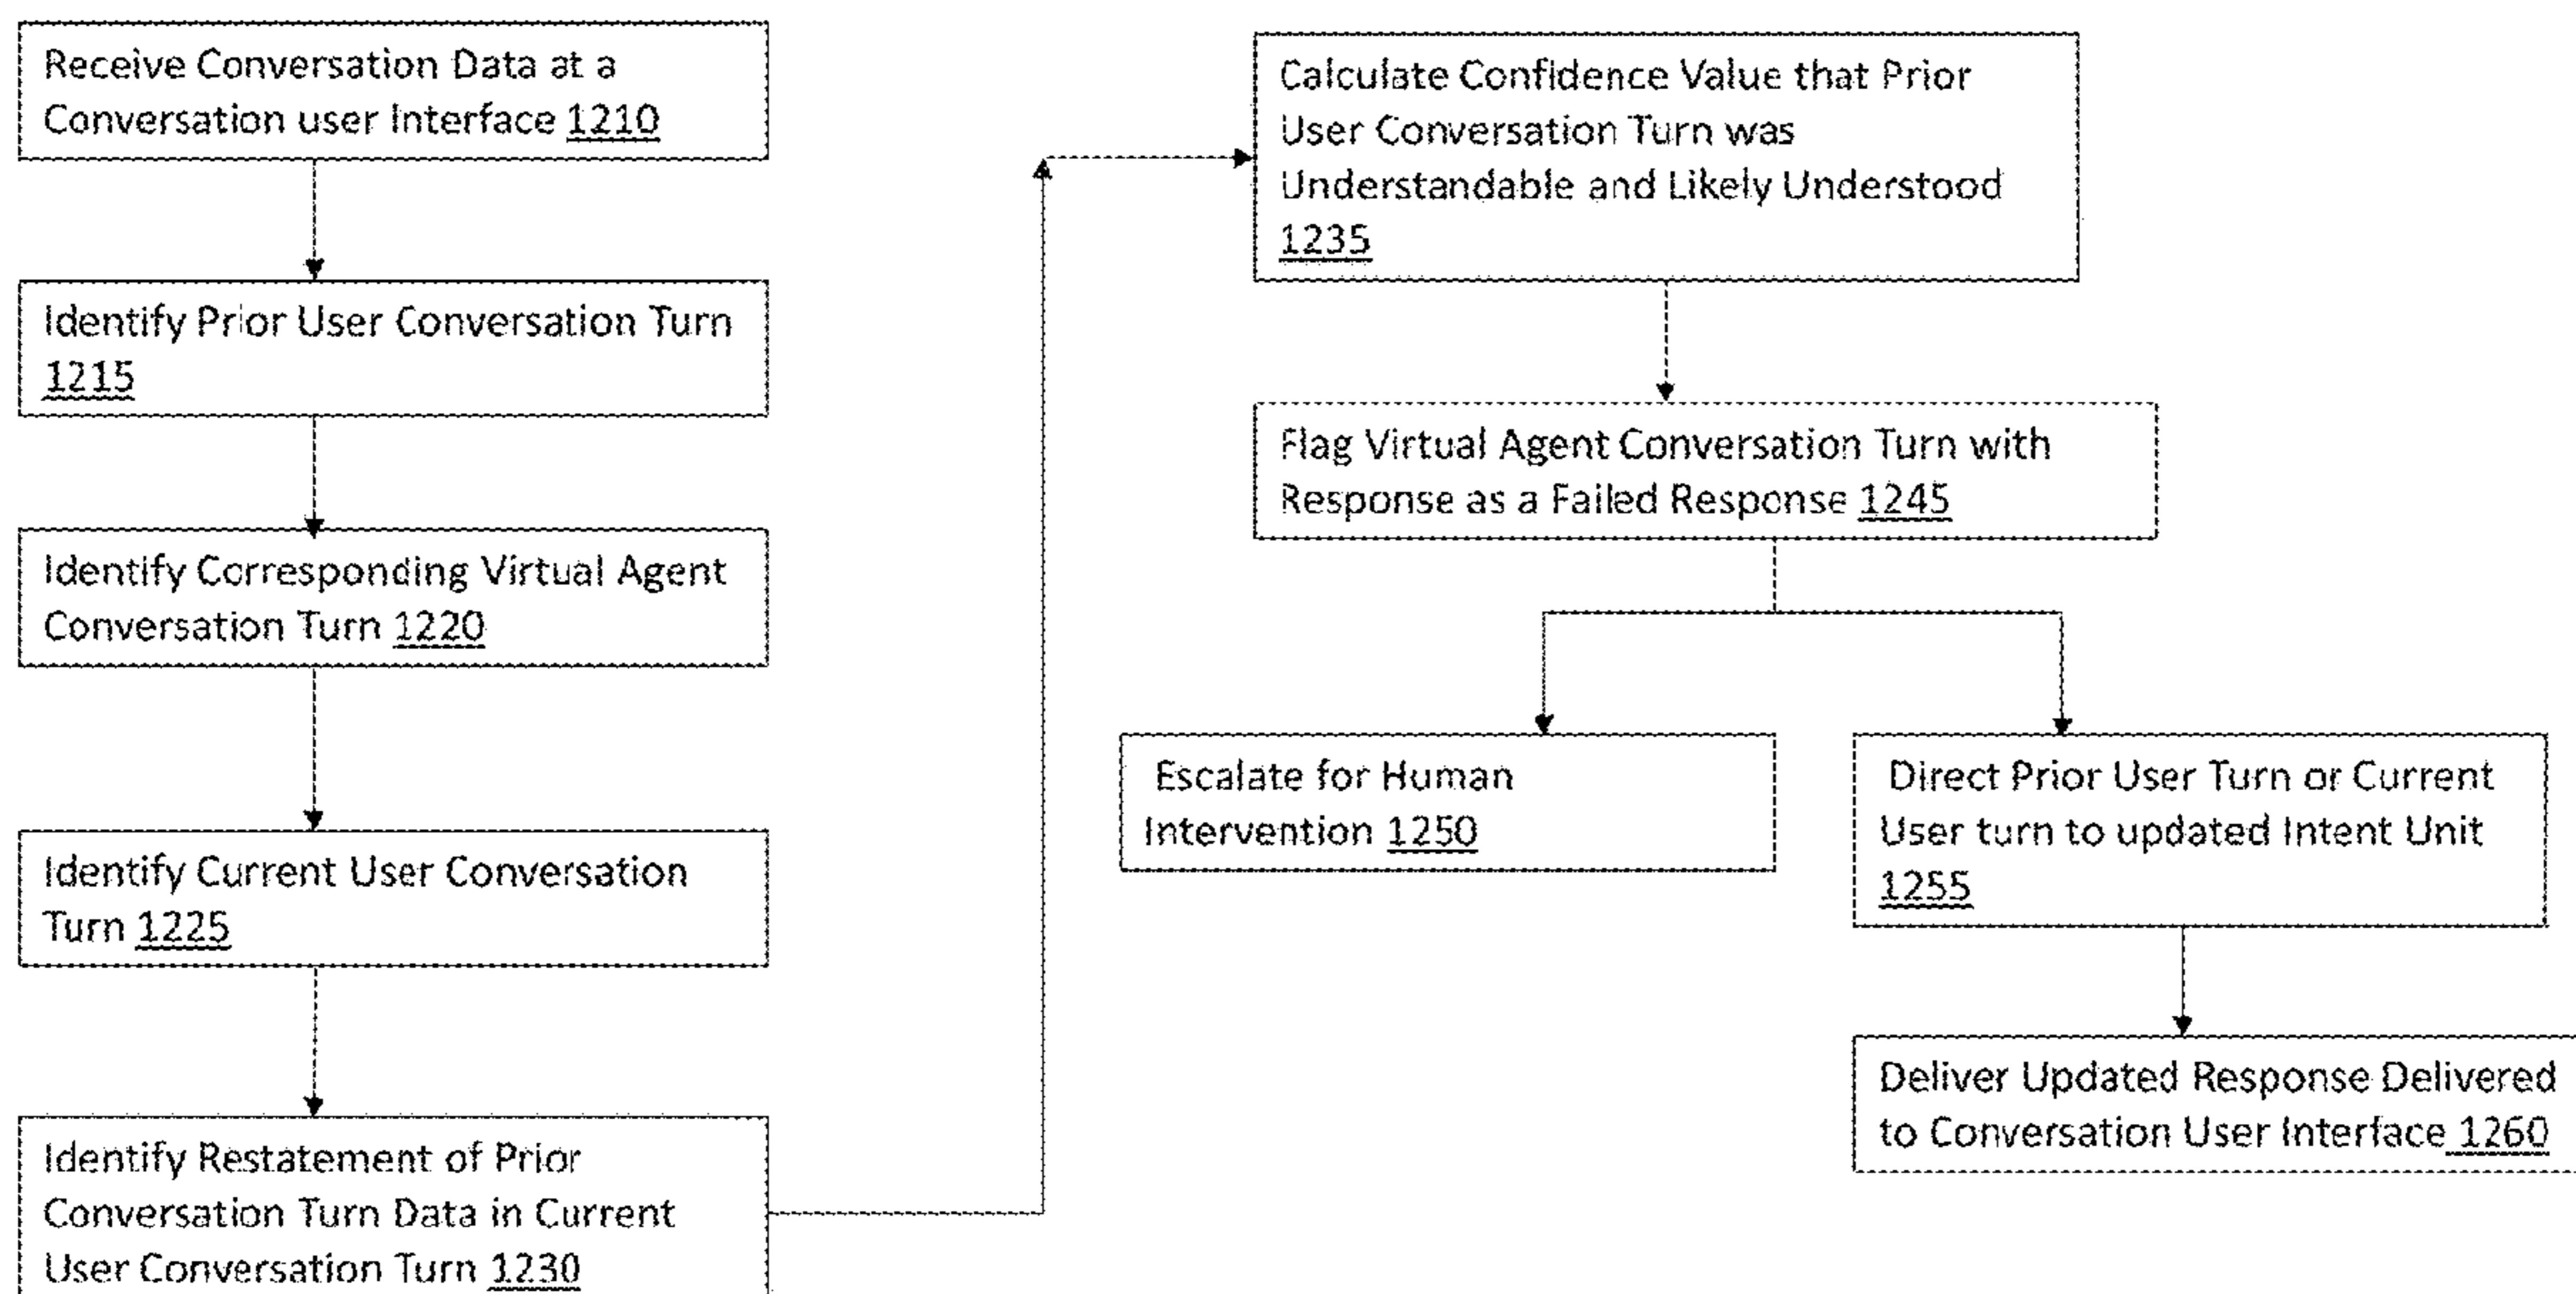 Receive Conversation Data at a
Conversation user Interface 1210
Identify Prior User Conversation Turn
1215
Identify Corresponding Virtual Agent
Conversation Turn 1220
Identify Current User Conversation
Turn 1225
Identify Restatement of Prior
Conversation Turn Data in Current
User Conversation Turn 1230
Calculate Confidence Value that Prior
User Conversation Turn was
Understandable and Likely Understood
1235
Flag Virtual Agent Conversation Turn with
Response as a Failed Response 1245
Escalate for Human
Intervention 1250
Direct Prior User Turn or Current
User turn to updated Intent Unit
1255
Deliver Updated Response Delivered
to Conversation User Interface 1260